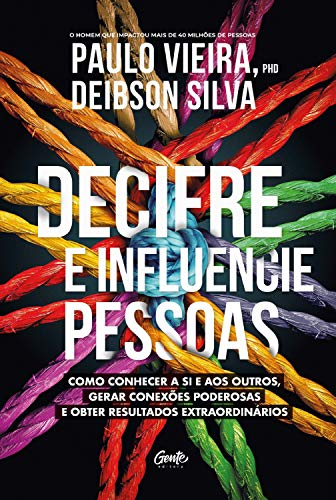 O HOMEM QUE IMPACTOU MAIS DE 40 MILHÕES DE PESSOAS
PAULO VIEIRA, PHD
DEIBSON SILVA
DECIFRE
E INFLUENCIE
PESSOAS
COMO CONHECER A SI E AOS OUTROS,
GERAR CONEXÕES PODEROSAS
E OBTER RESULTADOS EXTRAORDINÁRIOS
Gente
editora